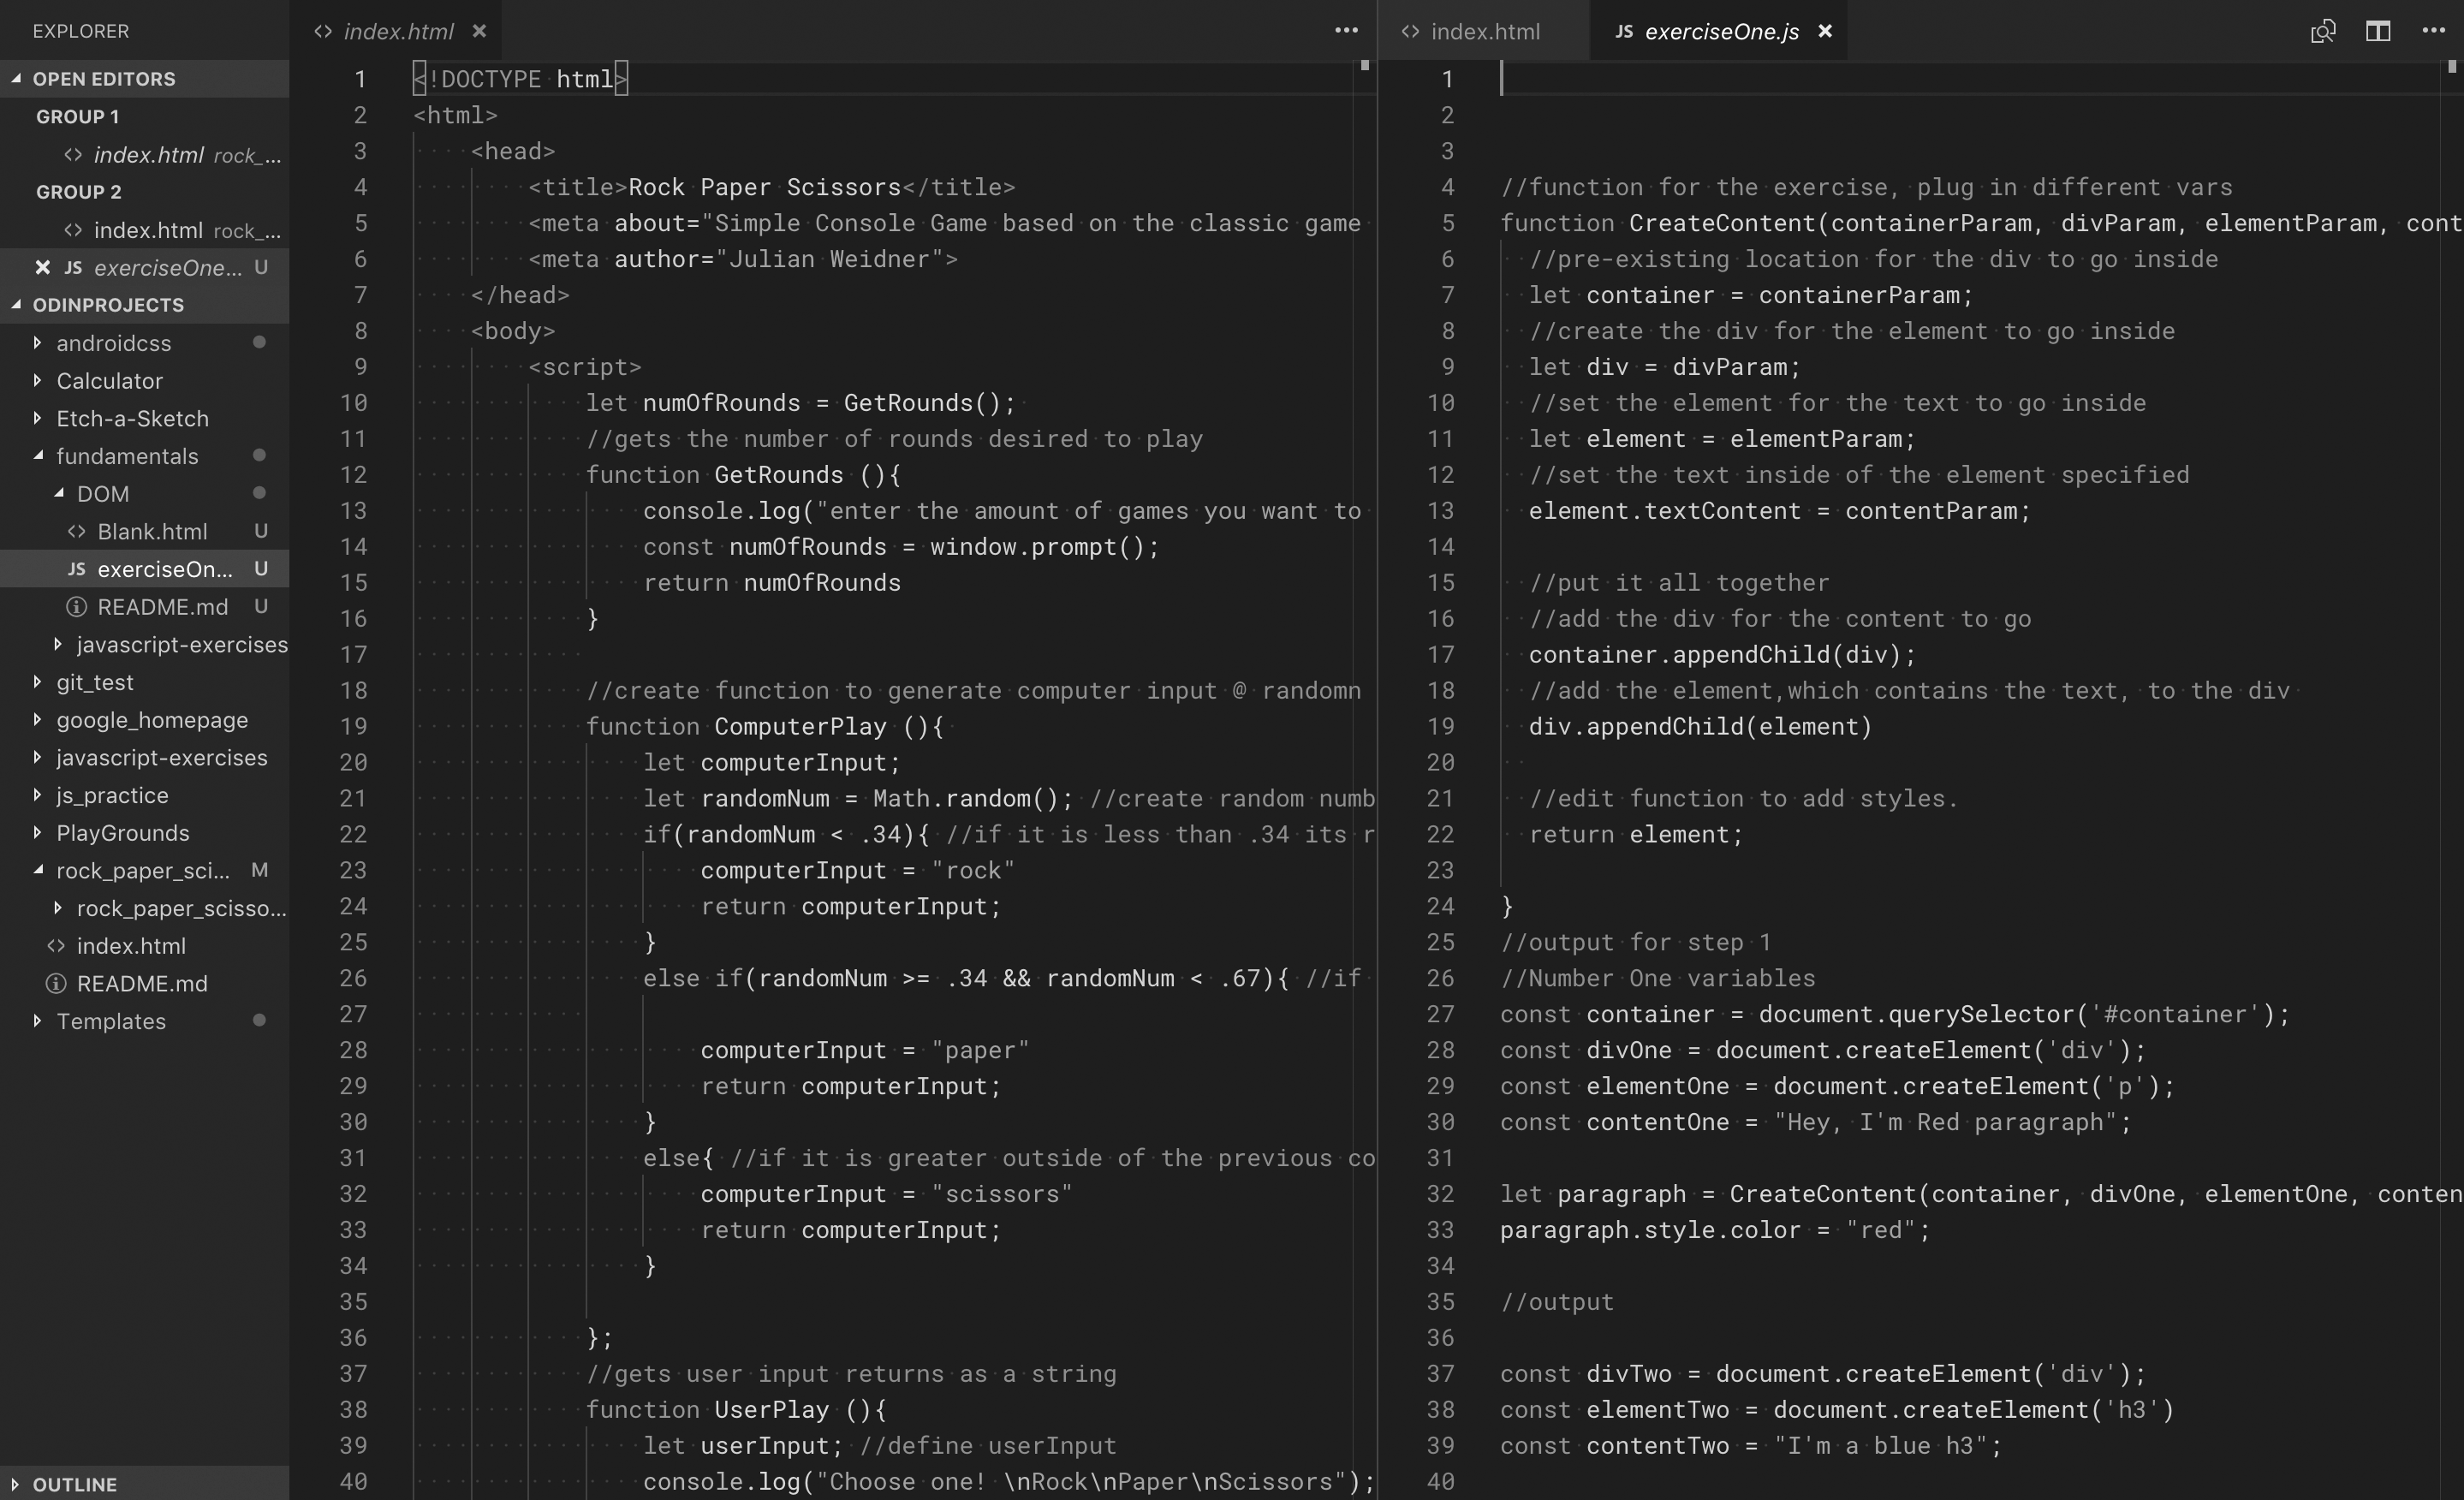 EXPLORER
OPEN EDITORS
GROUP 1
index.html rock_...
GROUP 2
index.html rock_...
JS exerciseOne... U
ODINPROJECTS
androidcss
Calculator
Etch-a-Sketch
fundamentals
DOM
Blank.html U
JS exerciseOn... U
README.md U
javascript-exercises
git_test
google_homepage
javascript-exercises
js_practice
PlayGrounds
rock_paper_sci... M
rock_paper_scisso...
index.html
README.md
Templates
OUTLINE
<> index.html
1 <!DOCTYPE html>
2 <html>
3 <head>
4 <title>Rock Paper Scissors</title>
5 <meta about="Simple Console Game based on the classic game
6 <meta author="Julian Weidner">
7 </head>
8 <body>
9 <script>
10 let numOfRounds = GetRounds();
11 //gets the number of rounds desired to play
12 function GetRounds (){
13 console.log("enter the amount of games you want to
14 const numOfRounds = window.prompt();
15 return numOfRounds
16 }
17
18 //create function to generate computer input @ randomn
19 function ComputerPlay (){
20 let computerInput;
21 let randomNum = Math.random(); //create random numb
22 if(randomNum < .34){ //if it is less than .34 its r
23 computerInput = "rock"
24 return computerInput;
25 }
26 else if(randomNum >= .34 && randomNum < .67){ //if
27
28 computerInput = "paper"
29 return computerInput;
30 }
31 else{ //if it is greater outside of the previous co
32 computerInput = "scissors"
33 return computerInput;
34 }
35
36 };
37 //gets user input returns as a string
38 function UserPlay (){
39 let userInput; //define userInput
40 console.log("Choose one! \nRock\nPaper\nScissors");
<> index.html JS exerciseOne.js
1
2
3
4 //function for the exercise, plug in different vars
5 function CreateContent(containerParam, divParam, elementParam, cont
6 //pre-existing location for the div to go inside
7 let container = containerParam;
8 //create the div for the element to go inside
9 let div = divParam;
10 //set the element for the text to go inside
11 let element = elementParam;
12 //set the text inside of the element specified
13 element.textContent = contentParam;
14
15 //put it all together
16 //add the div for the content to go
17 container.appendChild(div);
18 //add the element,which contains the text, to the div
19 div.appendChild(element)
20
21 //edit function to add styles.
22 return element;
23
24 }
25 //output for step 1
26 //Number One variables
27 const container = document.querySelector('#container');
28 const divOne = document.createElement('div');
29 const elementOne = document.createElement('p');
30 const contentOne = "Hey, I'm Red paragraph";
31
32 let paragraph = CreateContent(container, divOne, elementOne, conten
33 paragraph.style.color = "red";
34
35 //output
36
37 const divTwo = document.createElement('div');
38 const elementTwo = document.createElement('h3')
39 const contentTwo = "I'm a blue h3";
40